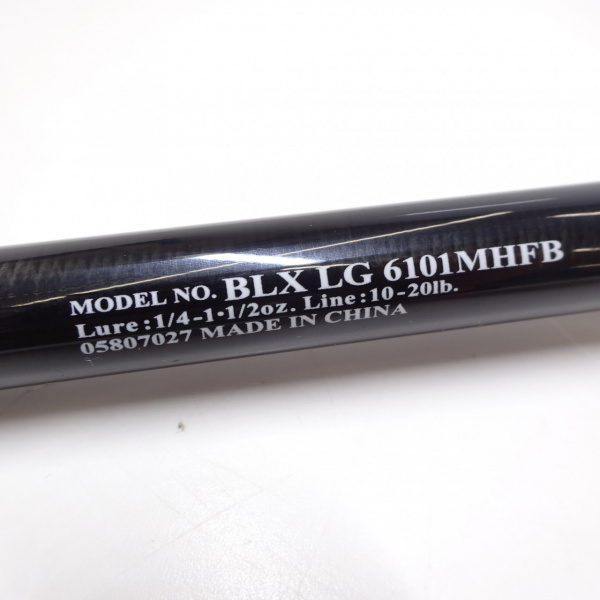 MODEL NO. BLX LG 6101MHFB
Lure:1/4-1•1/2oz. Line:10-20lb.
05807027 MADE IN CHINA